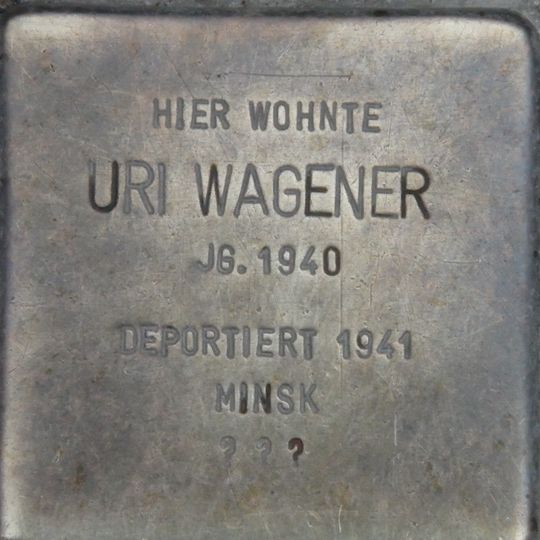 HIER WOHNTE
URI WAGENER
JG. 1940
DEPORTIERT 1941
MINSK
? ? ?